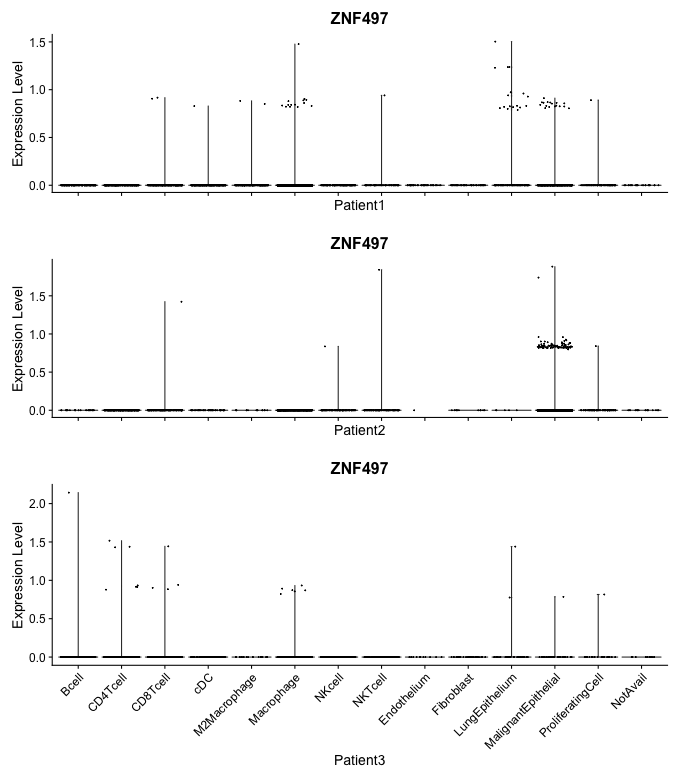 ZNF497
Expression Level
1.5
1.0
0.5
0.0
Patient1
ZNF497
Expression Level
1.5
1.0
0.5
0.0
Patient2
ZNF497
Expression Level
2.0
1.5
1.0
0.5
0.0
Bcell
CD4Tcell
CD8Tcell
cDC
M2Macrophage
Macrophage
NKcell
NKTcell
Endothelium
Fibroblast
LungEpithelium
MalignantEpithelial
ProliferatingCell
NotAvail
Patient3